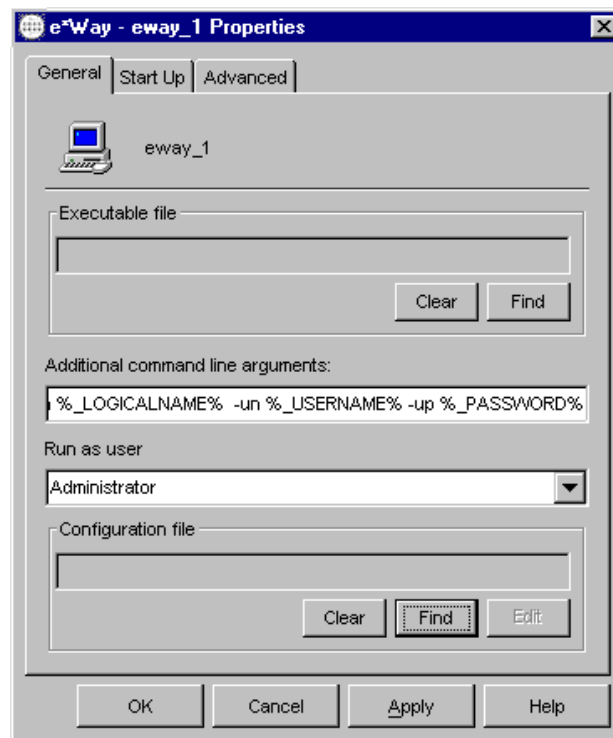 e*Way - eway_1 Properties
General Start Up Advanced
eway_1
Executable file
Clear Find
Additional command line arguments:
%_LOGICALNAME% -un %_USERNAME% -up %_PASSWORD%
Run as user
Administrator
Configuration file
Clear Find Edit
OK Cancel Apply Help